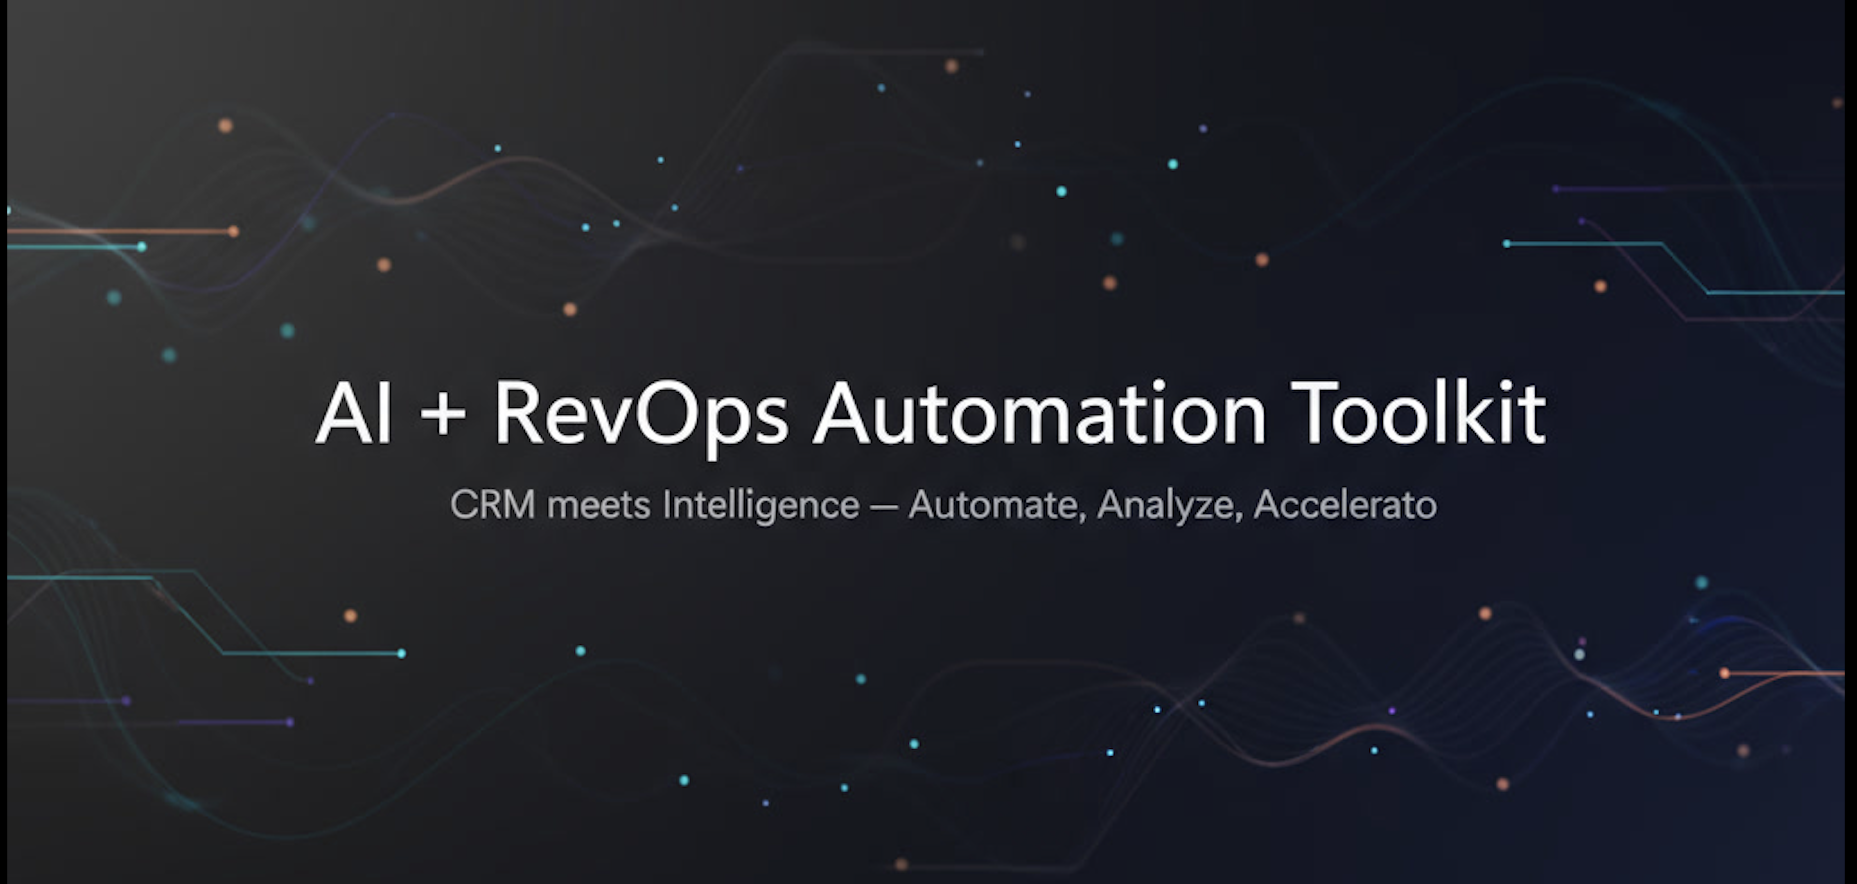 AI + RevOps Automation Toolkit
CRM meets Intelligence — Automate, Analyze, Accelerato